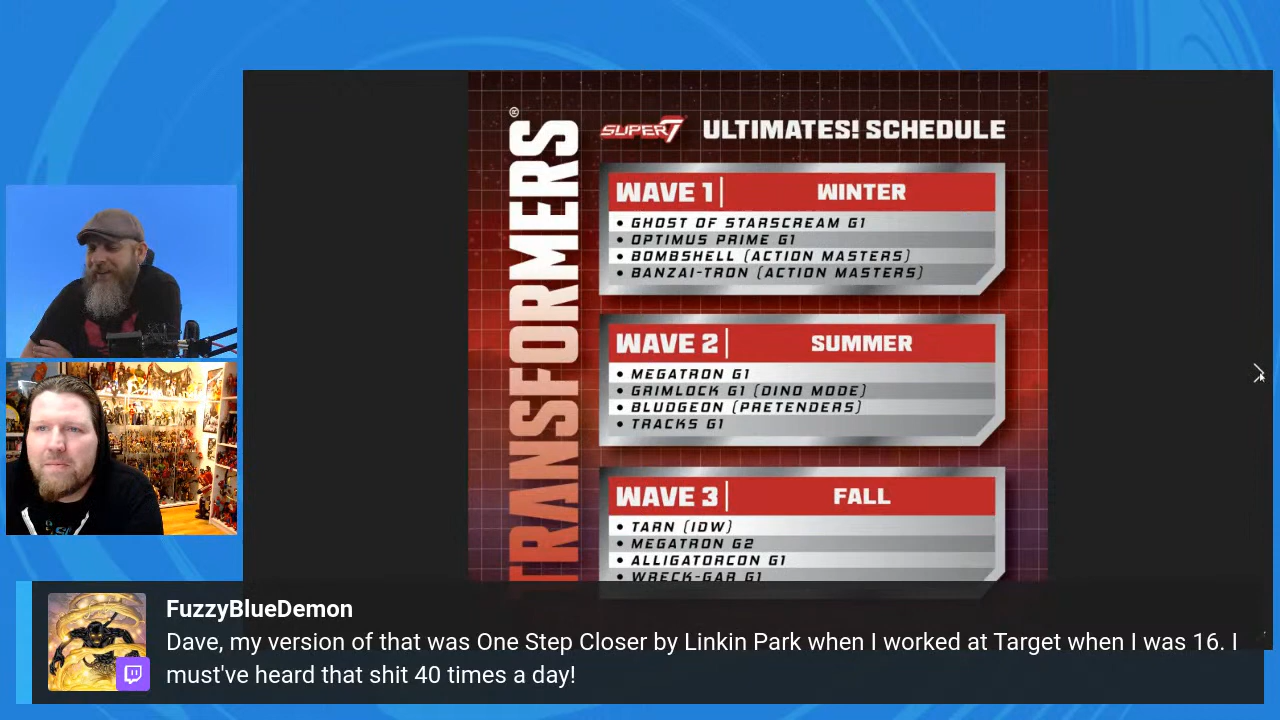 TRANSFORMERS®
SUPER7 ULTIMATES! SCHEDULE
WAVE 1 | WINTER
• GHOST OF STARSCREAM G1
• OPTIMUS PRIME G1
• BOMBSHELL (ACTION MASTERS)
• BANZAI-TRON (ACTION MASTERS)
WAVE 2 | SUMMER
• MEGATRON G1
• GRIMLOCK G1 (DINO MODE)
• BLUDGEON (PRETENDERS)
• TRACKS G1
WAVE 3 | FALL
• TARN (IDW)
• MEGATRON G2
• ALLIGATORCON G1
• WRECK-GAR G1
FuzzyBlueDemon
Dave, my version of that was One Step Closer by Linkin Park when I worked at Target when I was 16. I
must've heard that shit 40 times a day!